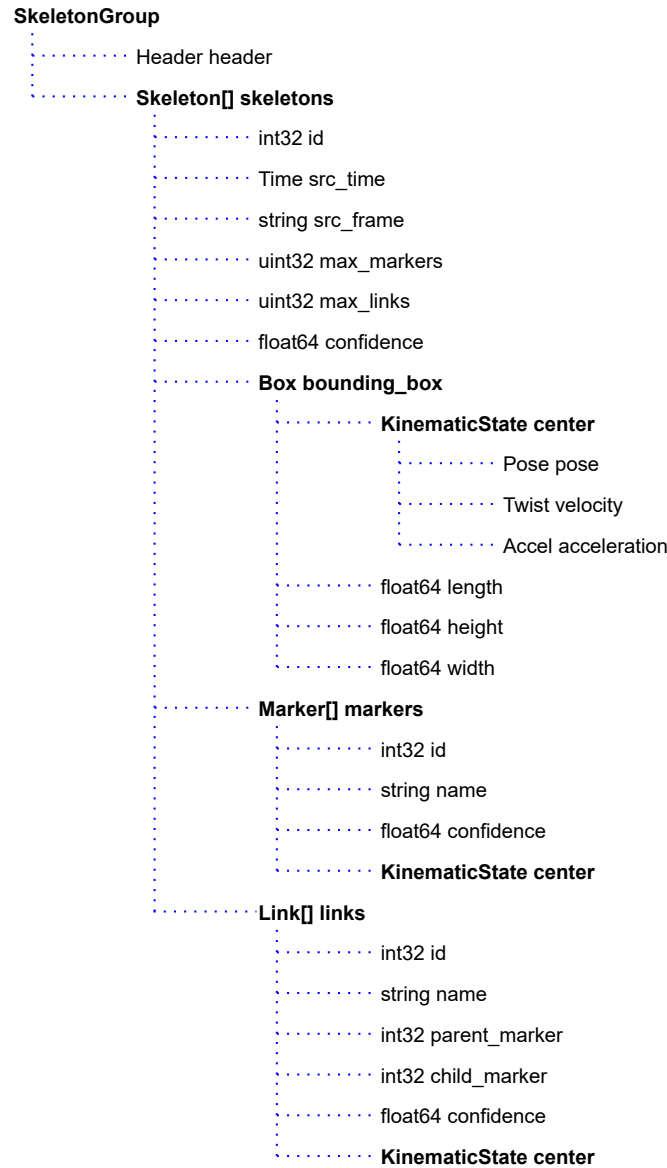 SkeletonGroup
Header header
Skeleton[] skeletons
int32 id
Time src_time
string src_frame
uint32 max_markers
uint32 max_links
float64 confidence
Box bounding_box
KinematicState center
Pose pose
Twist velocity
Accel acceleration
float64 length
float64 height
float64 width
Marker[] markers
int32 id
string name
float64 confidence
KinematicState center
Link[] links
int32 id
string name
int32 parent_marker
int32 child_marker
float64 confidence
KinematicState center